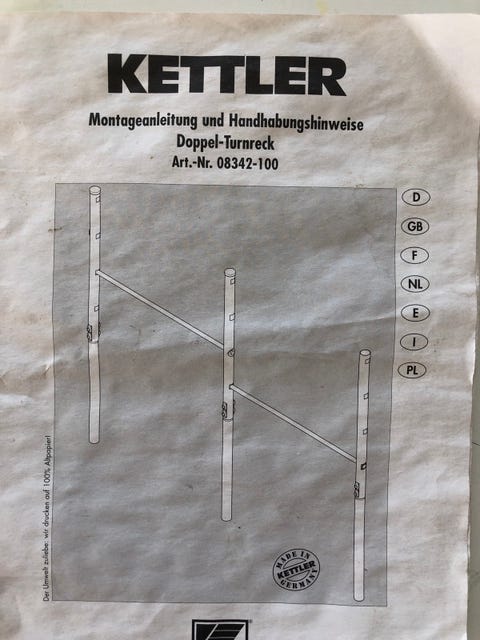 KETTLER
Montageanleitung und Handhabungshinweise
Doppel-Turnreck
Art.-Nr. 08342-100
D
GB
F
NL
E
I
PL
Der Umwelt zuliebe: wir drucken auf 100% Altpapier!
MADE IN
KETTLER
GERMANY